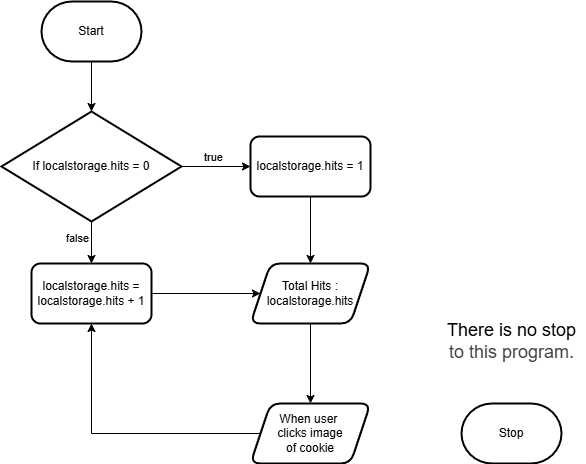 Start
If localstorage.hits = 0
true
localstorage.hits = 1
false
localstorage.hits =
localstorage.hits + 1
Total Hits :
localstorage.hits
There is no stop
to this program.
When user
clicks image
of cookie
Stop